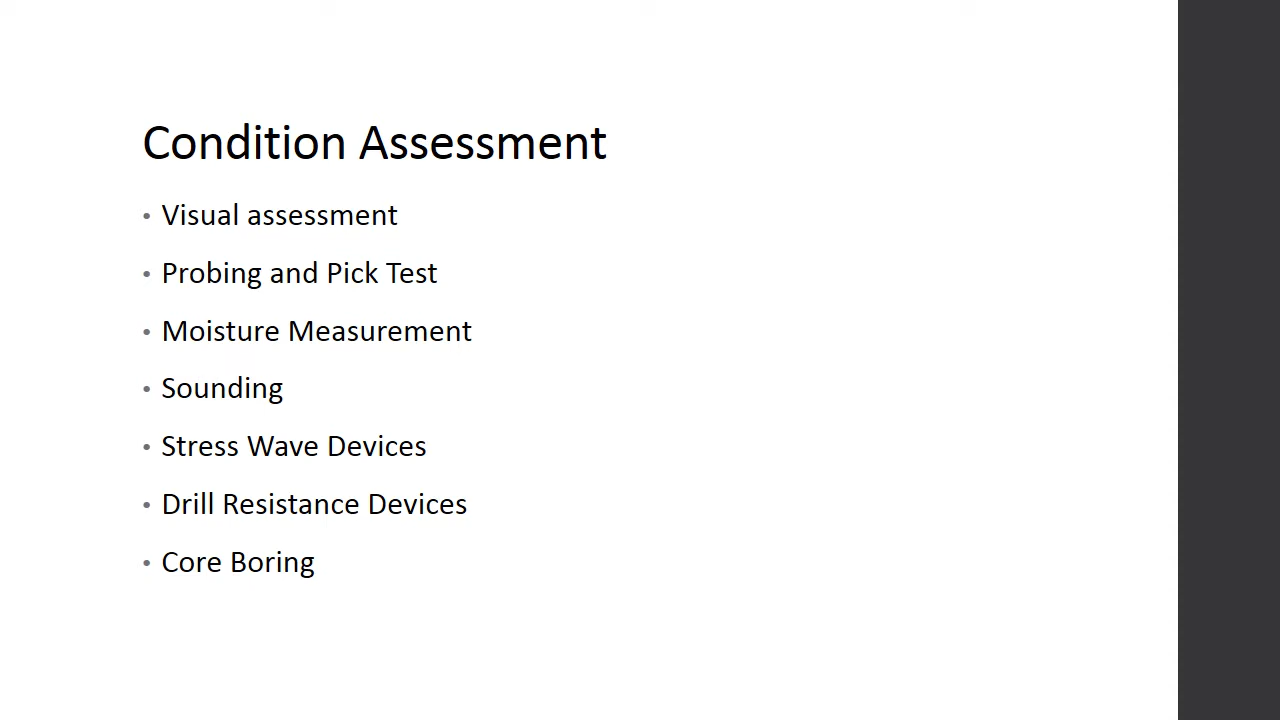 Condition Assessment
• Visual assessment
• Probing and Pick Test
• Moisture Measurement
• Sounding
• Stress Wave Devices
• Drill Resistance Devices
• Core Boring